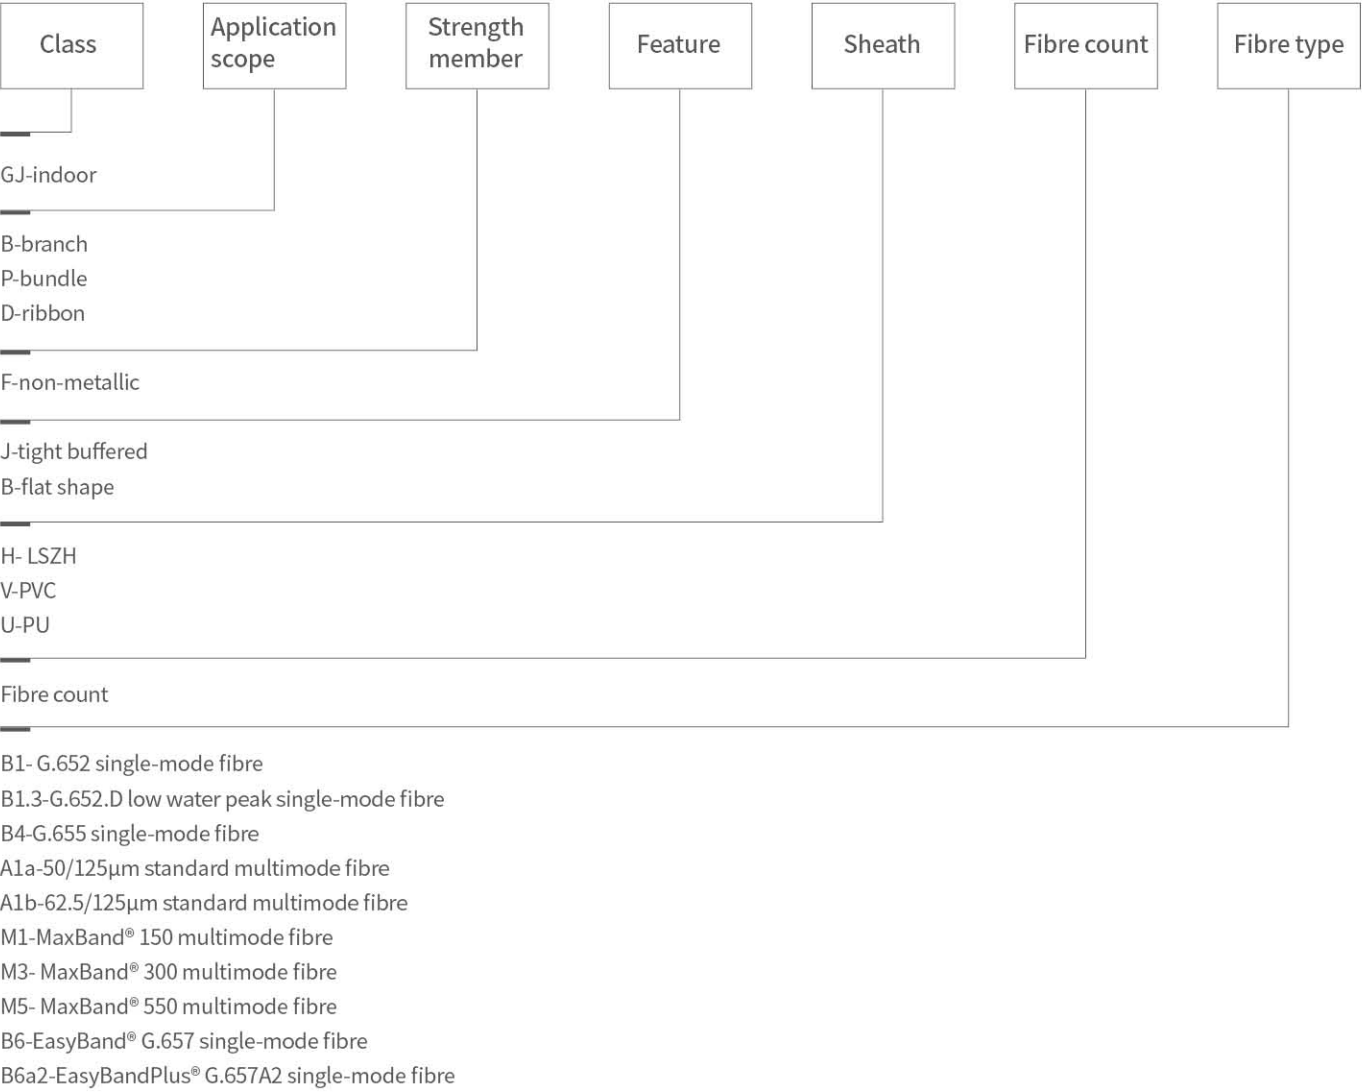 Class
Application
scope
Strength
member
Feature
Sheath
Fibre count
Fibre type
GJ-indoor
B-branch
P-bundle
D-ribbon
F-non-metallic
J-tight buffered
B-flat shape
H- LSZH
V-PVC
U-PU
Fibre count
B1- G.652 single-mode fibre
B1.3-G.652.D low water peak single-mode fibre
B4-G.655 single-mode fibre
A1a-50/125μm standard multimode fibre
A1b-62.5/125μm standard multimode fibre
M1-MaxBand® 150 multimode fibre
M3- MaxBand® 300 multimode fibre
M5- MaxBand® 550 multimode fibre
B6-EasyBand® G.657 single-mode fibre
B6a2-EasyBandPlus® G.657A2 single-mode fibre